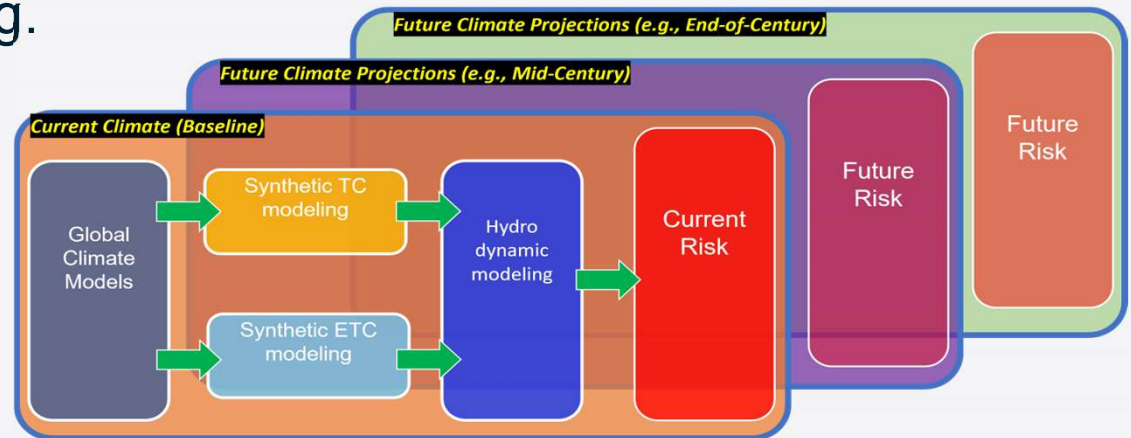 g.
Future Climate Projections (e.g., End-of-Century)
Future Climate Projections (e.g., Mid-Century)
Current Climate (Baseline)
Global
Climate
Models
Synthetic TC
modeling
Synthetic ETC
modeling
Hydro
dynamic
modeling
Current
Risk
Future
Risk
Future
Risk